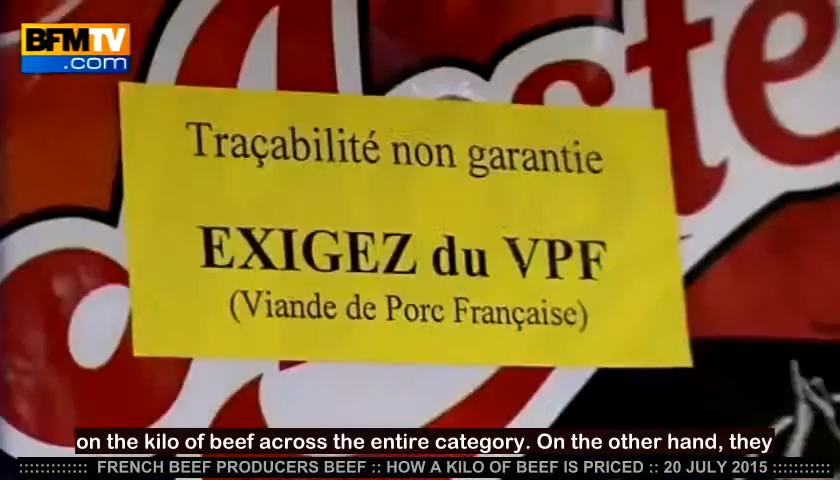 BFMTV
.com
Traçabilité non garantie
EXIGEZ du VPF
(Viande de Porc Française)
on the kilo of beef across the entire category. On the other hand, they
::::::::::::: FRENCH BEEF PRODUCERS BEEF :: HOW A KILO OF BEEF IS PRICED :: 20 JULY 2015 :::::::::::